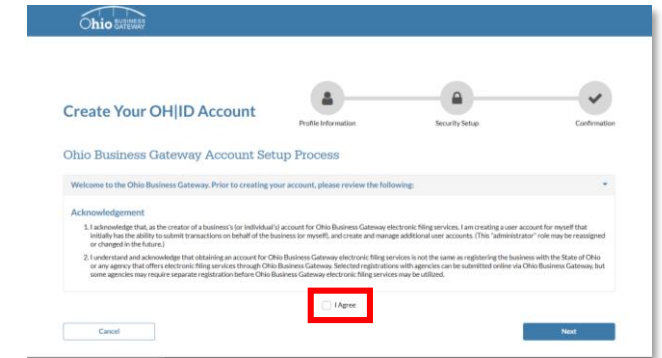 Ohio BUSINESS GATEWAY
Create Your OH|ID Account
Profile Information
Security Setup
Confirmation
Ohio Business Gateway Account Setup Process
Welcome to the Ohio Business Gateway. Prior to creating your account, please review the following:
Acknowledgement
1. I acknowledge that, as the creator of a business's (or individual's) account for Ohio Business Gateway electronic filing services, I am creating a user account for myself that
initially has the ability to submit transactions on behalf of the business (or myself), and create and manage additional user accounts. (This "administrator" role may be reassigned
or changed in the future.)
2. I understand and acknowledge that obtaining an account for Ohio Business Gateway electronic filing services is not the same as registering the business with the State of Ohio
or any agency that offers electronic filing services through Ohio Business Gateway. Selected registrations with agencies can be submitted online via Ohio Business Gateway, but
some agencies may require separate registration before Ohio Business Gateway electronic filing services may be utilized.
I Agree
Cancel
Next